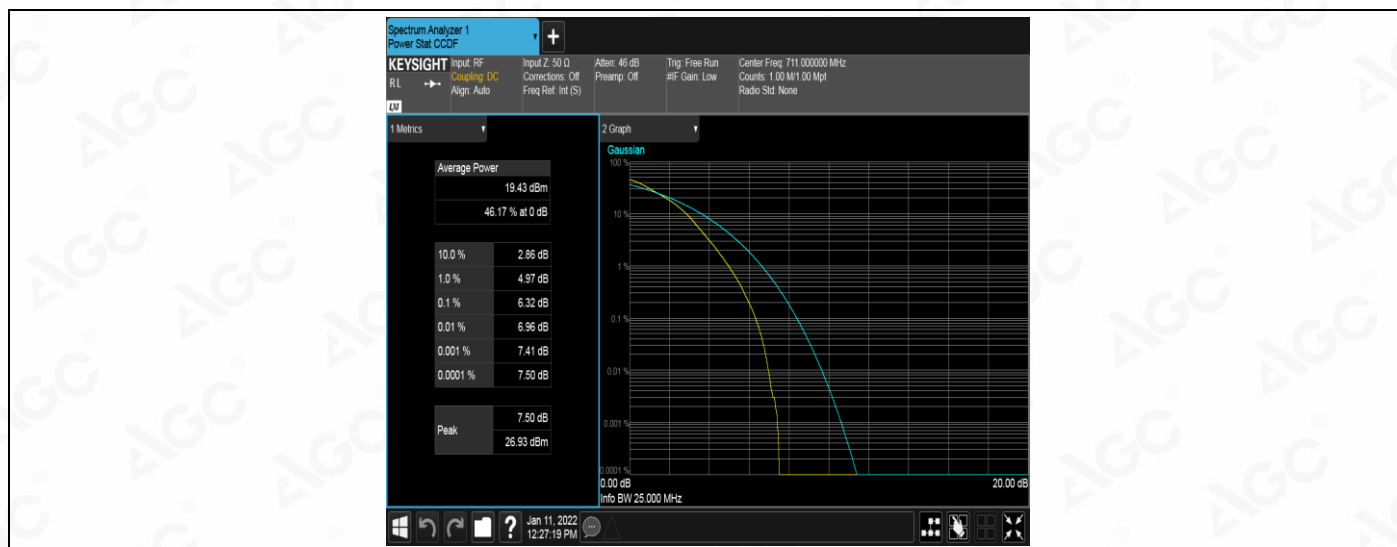 Spectrum Analyzer 1
Power Stat CCDF
+
KEYSIGHT
Input: RF
Coupling: DC
Align: Auto
Input Z: 50 Ω
Corrections: Off
Freq Ref: Int (S)
Atten: 46 dB
Preamp: Off
Trig: Free Run
#IF Gain: Low
Center Freq: 711.000000 MHz
Counts: 1.00 M/1.00 Mpt
Radio Std: None
R L
LXI
1 Metrics
Average Power
19.43 dBm
46.17 % at 0 dB
10.0 % 2.86 dB
1.0 % 4.97 dB
0.1 % 6.32 dB
0.01 % 6.96 dB
0.001 % 7.41 dB
0.0001 % 7.50 dB
Peak
7.50 dB
26.93 dBm
2 Graph
Gaussian
100 %
10 %
1 %
0.1 %
0.01 %
0.001 %
0.0001 %
0.00 dB
20.00 dB
Info BW 25.000 MHz
?
Jan 11, 2022
12:27:19 PM
AGC